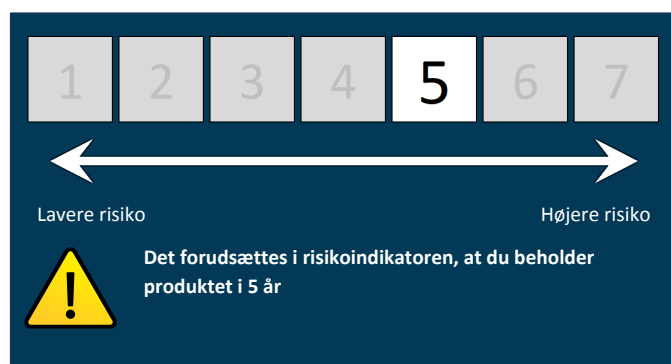 1 2 3 4 5 6 7
Lavere risiko Højere risiko
Det forudsættes i risikoindikatoren, at du beholder
produktet i 5 år